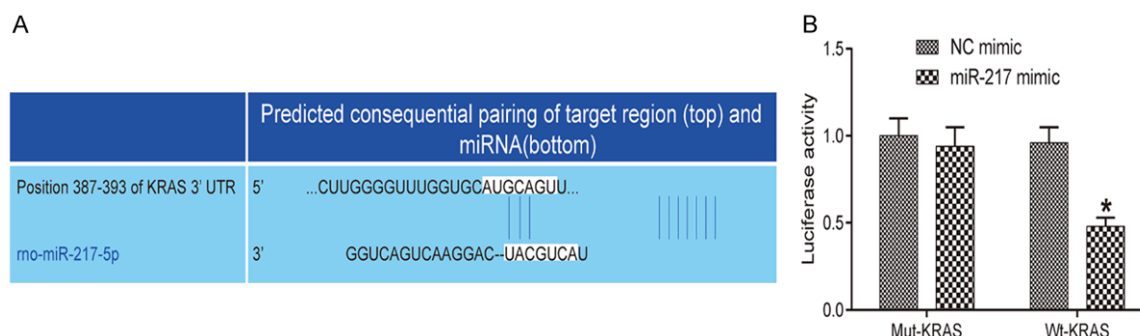 A
Predicted consequential pairing of target region (top) and
miRNA(bottom)
Position 387-393 of KRAS 3' UTR
5'
...CUUGGGGUUUGGUGCAUGCAGUU...
rno-miR-217-5p
3'
GGUCAGUCAAGGAC--UACGUCAU
B
NC mimic
miR-217 mimic
Luciferase activity
1.5
1.0
0.5
0.0
*
Mut-KRAS
Wt-KRAS